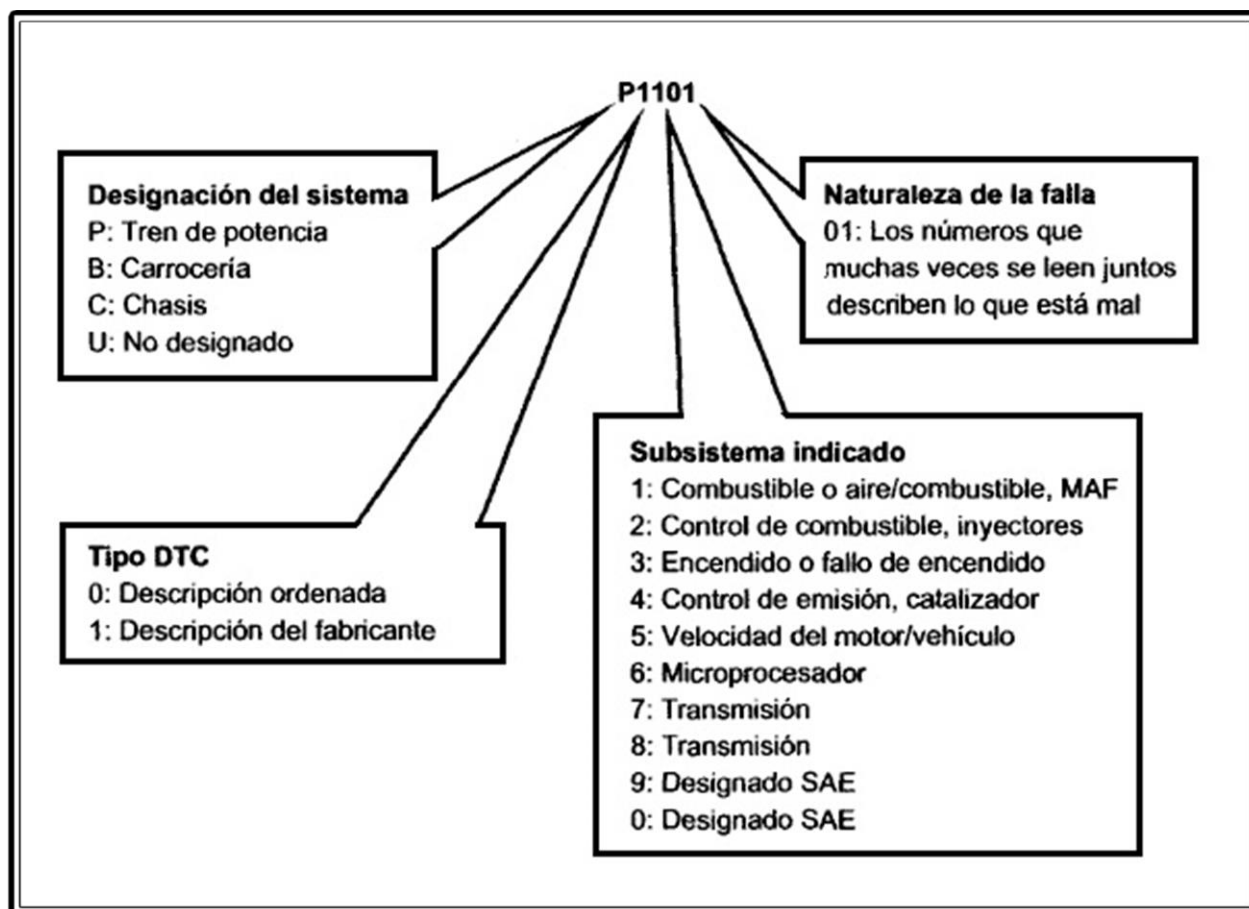 P1101
Designación del sistema
P: Tren de potencia
B: Carrocería
C: Chasis
U: No designado
Naturaleza de la falla
01: Los números que
muchas veces se leen juntos
describen lo que está mal
Tipo DTC
0: Descripción ordenada
1: Descripción del fabricante
Subsistema indicado
1: Combustible o aire/combustible, MAF
2: Control de combustible, inyectores
3: Encendido o fallo de encendido
4: Control de emisión, catalizador
5: Velocidad del motor/vehículo
6: Microprocesador
7: Transmisión
8: Transmisión
9: Designado SAE
0: Designado SAE